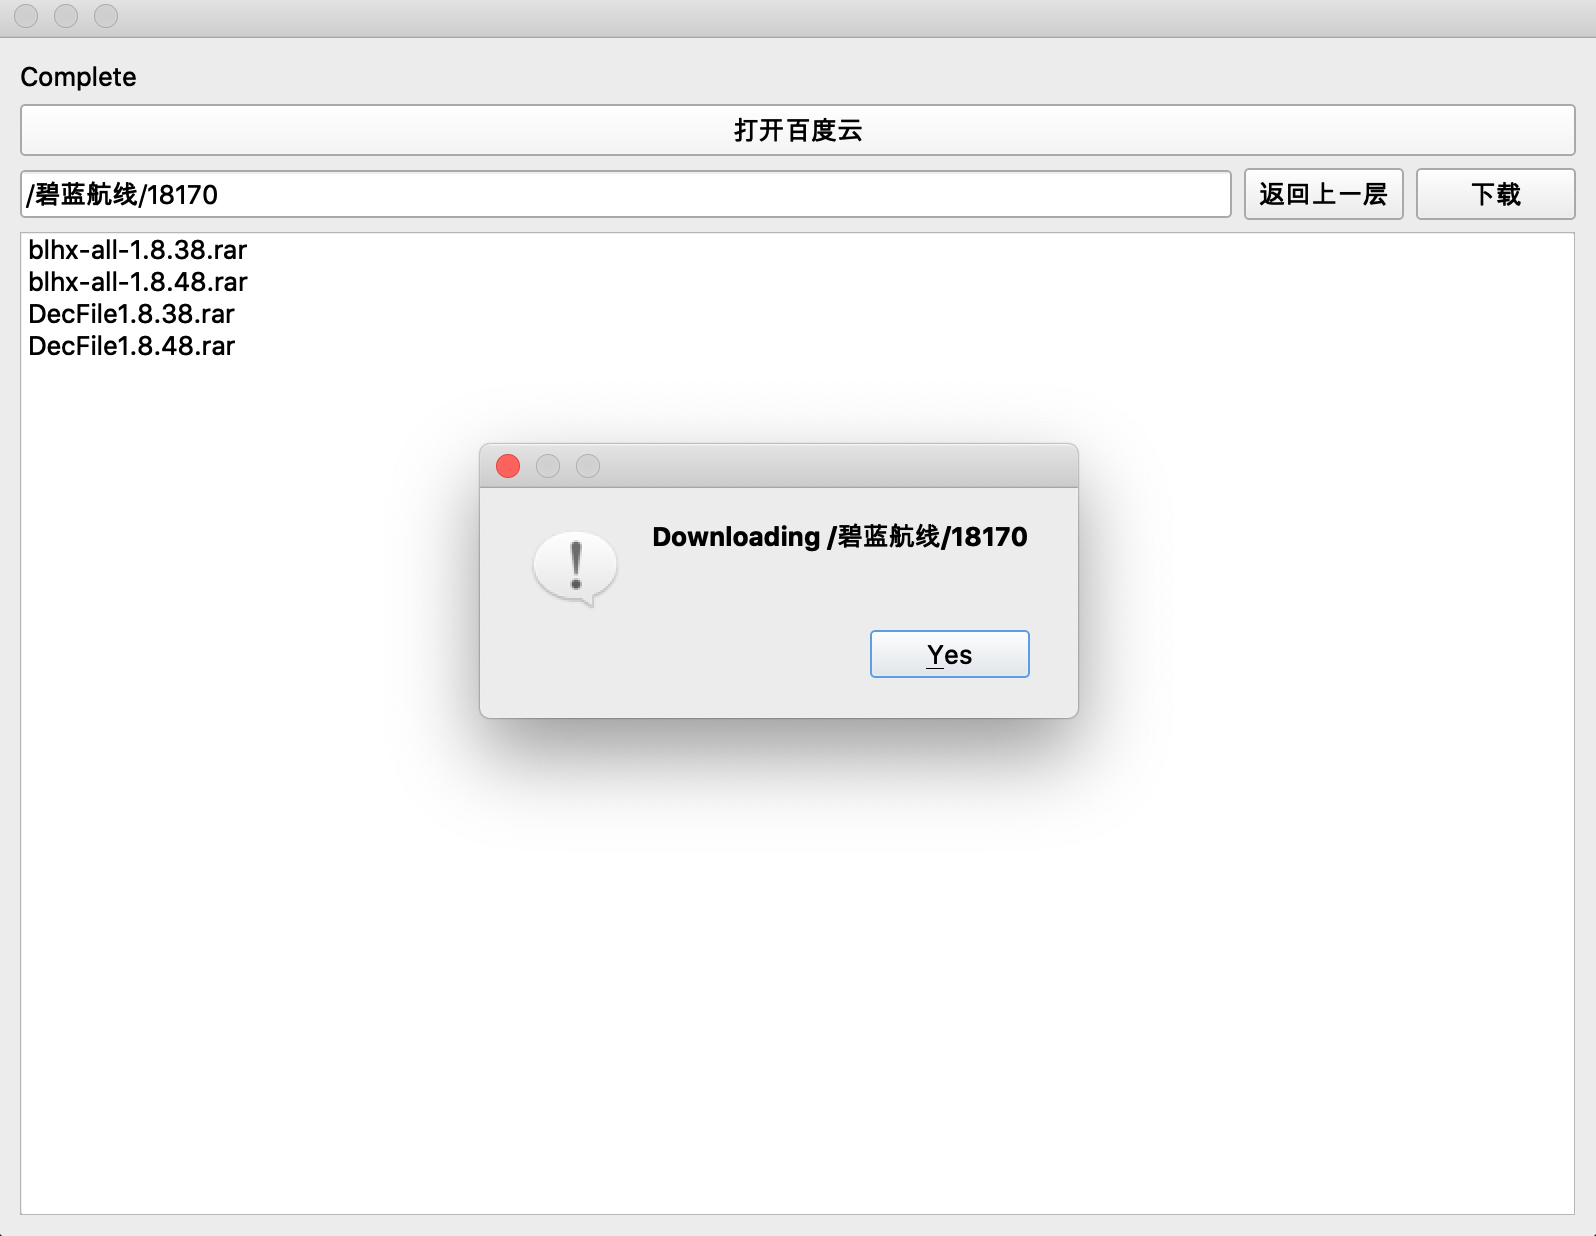 Complete
打开百度云
/碧蓝航线/18170
返回上一层
下载
blhx-all-1.8.38.rar
blhx-all-1.8.48.rar
DecFile1.8.38.rar
DecFile1.8.48.rar
Downloading /碧蓝航线/18170
Yes